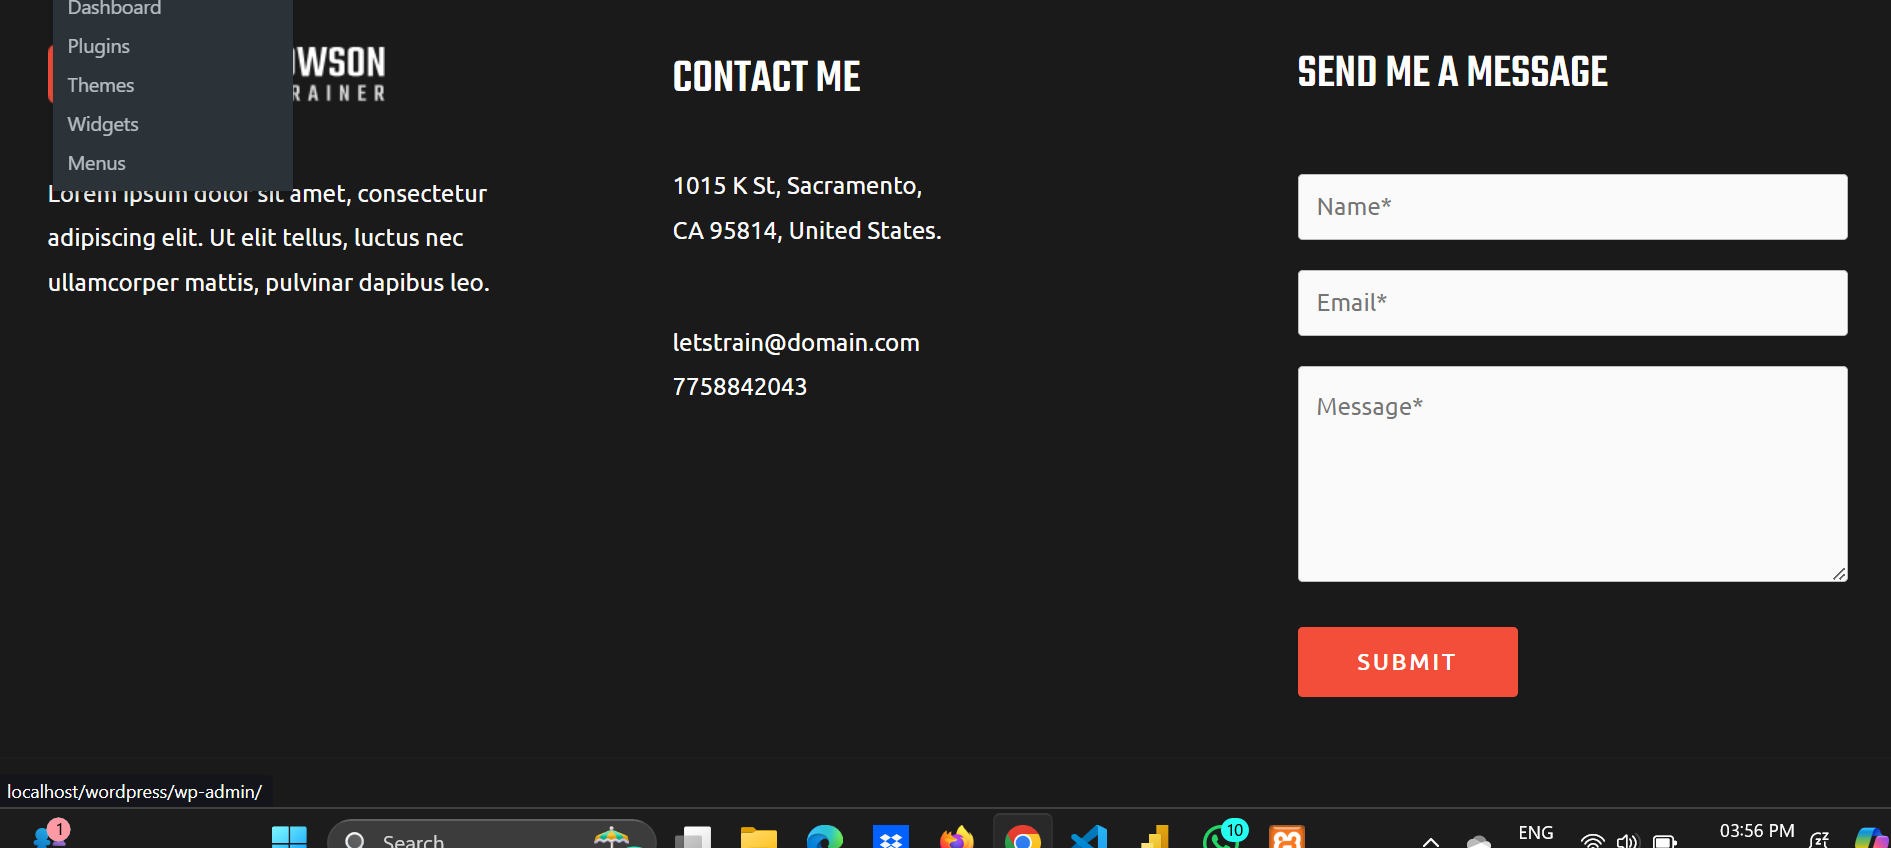 Dashboard
Plugins
Themes
Widgets
Menus
OWSON
RAINER
Lorem ipsum dolor sit amet, consectetur
adipiscing elit. Ut elit tellus, luctus nec
ullamcorper mattis, pulvinar dapibus leo.
CONTACT ME
1015 K St, Sacramento,
CA 95814, United States.
letstrain@domain.com
7758842043
SEND ME A MESSAGE
Name*
Email*
Message*
SUBMIT
localhost/wordpress/wp-admin/
1
Search
10
ENG
03:56 PM